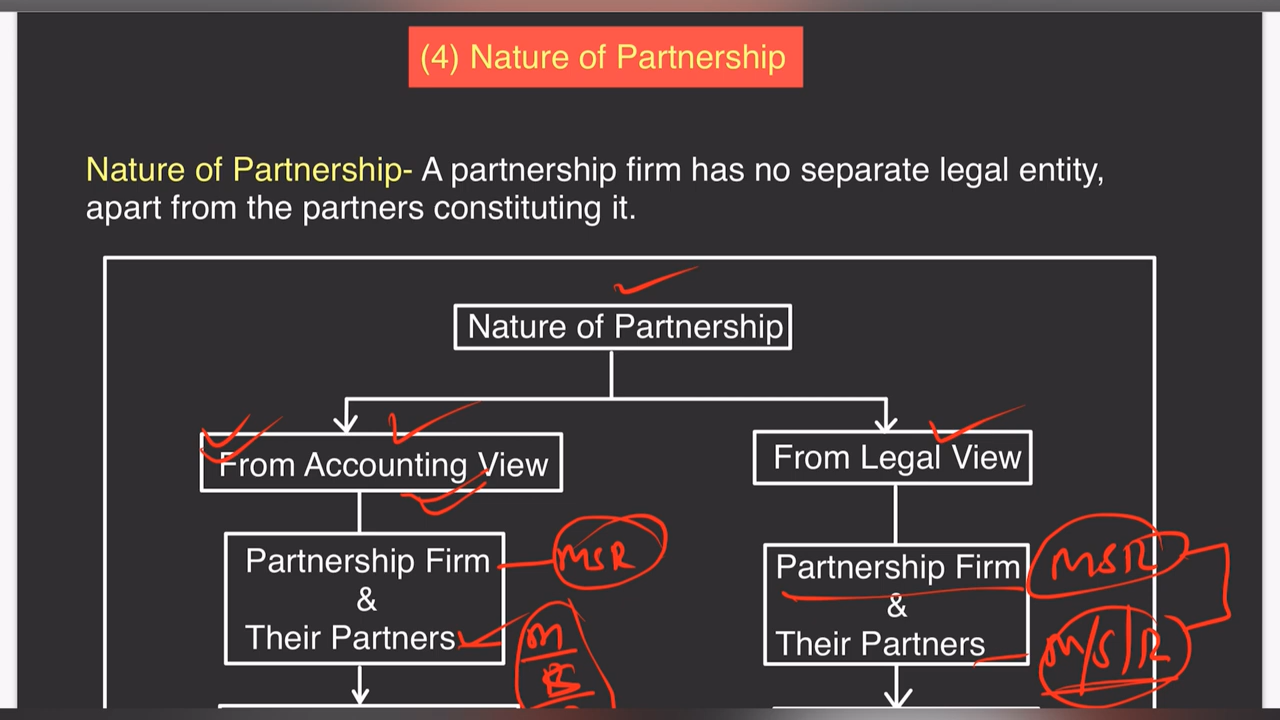 (4) Nature of Partnership
Nature of Partnership- A partnership firm has no separate legal entity,
apart from the partners constituting it.
Nature of Partnership
From Accounting View
From Legal View
Partnership Firm
&
Their Partners
MSR
M
Partnership Firm
&
Their Partners
MSR
M/S/R